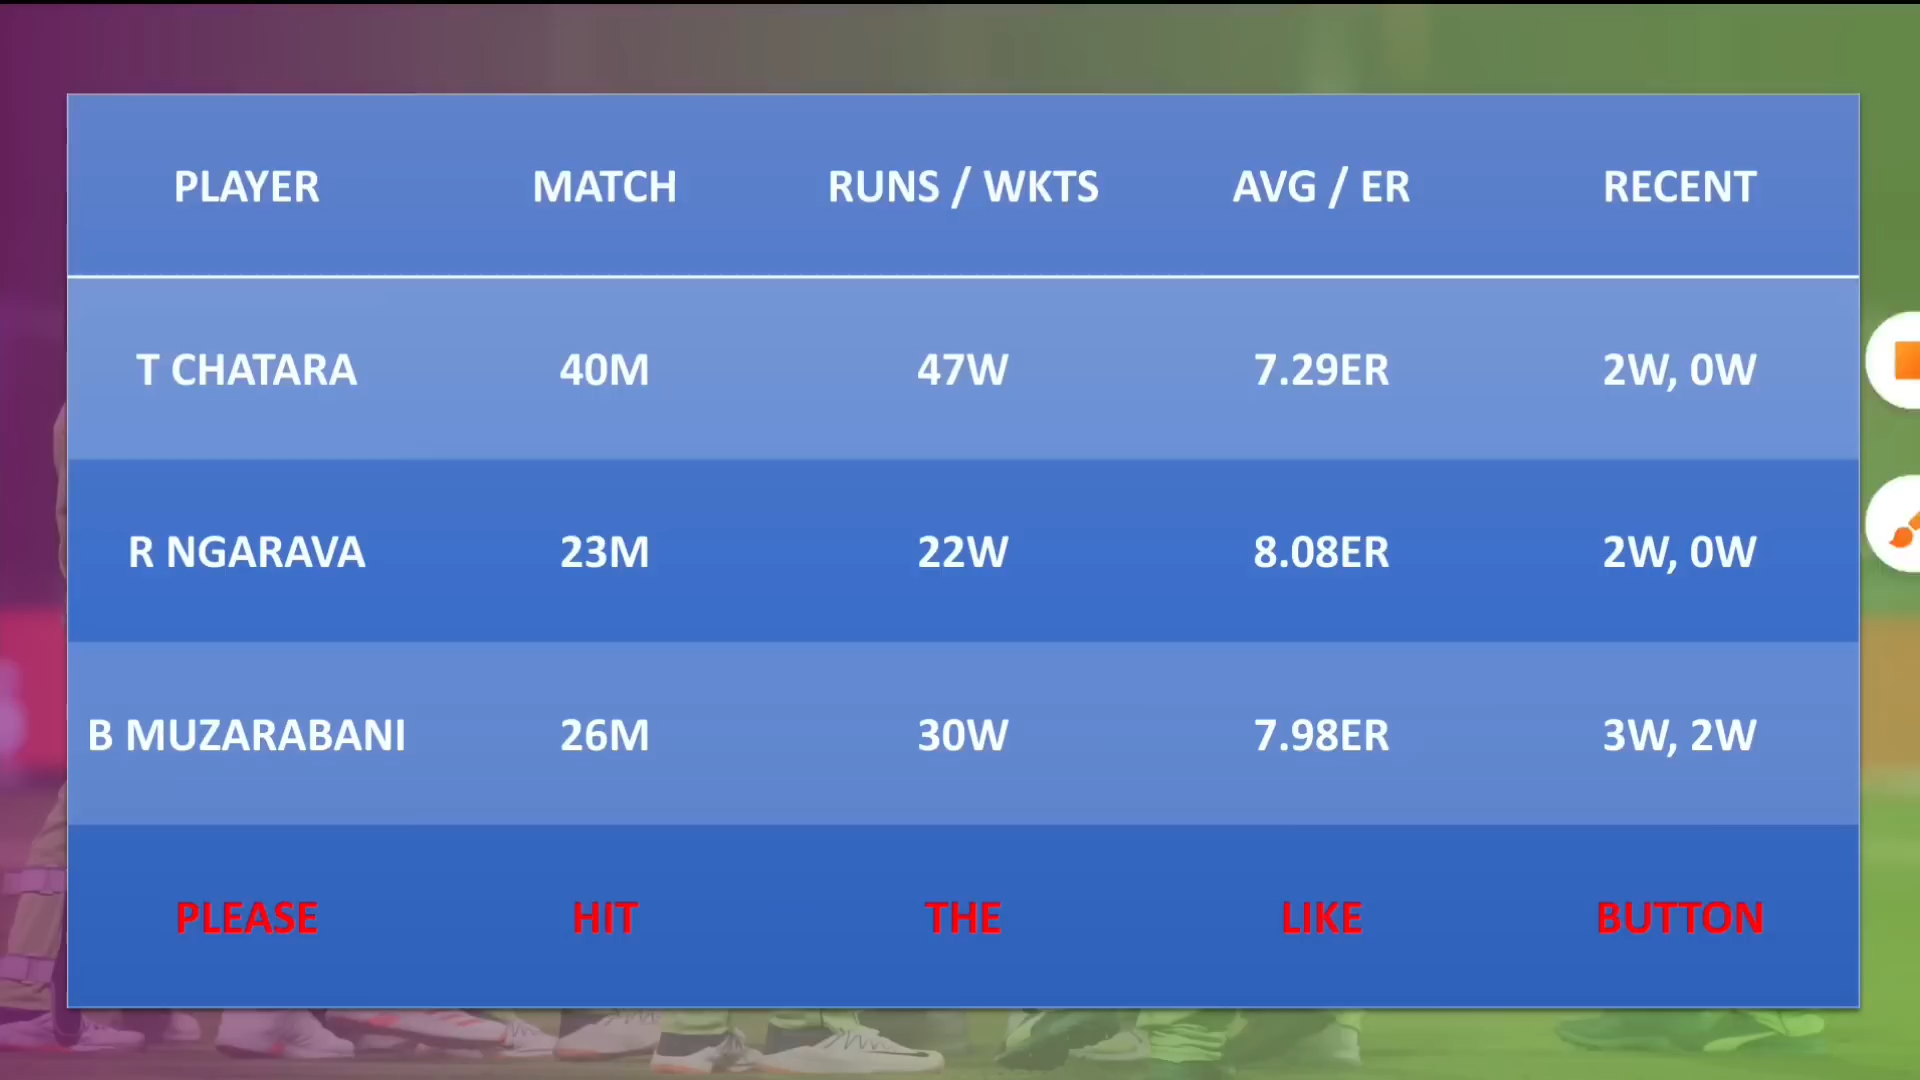 PLAYER MATCH RUNS / WKTS AVG / ER RECENT
T CHATARA 40M 47W 7.29ER 2W, 0W
R NGARAVA 23M 22W 8.08ER 2W, 0W
B MUZARABANI 26M 30W 7.98ER 3W, 2W
PLEASE HIT THE LIKE BUTTON